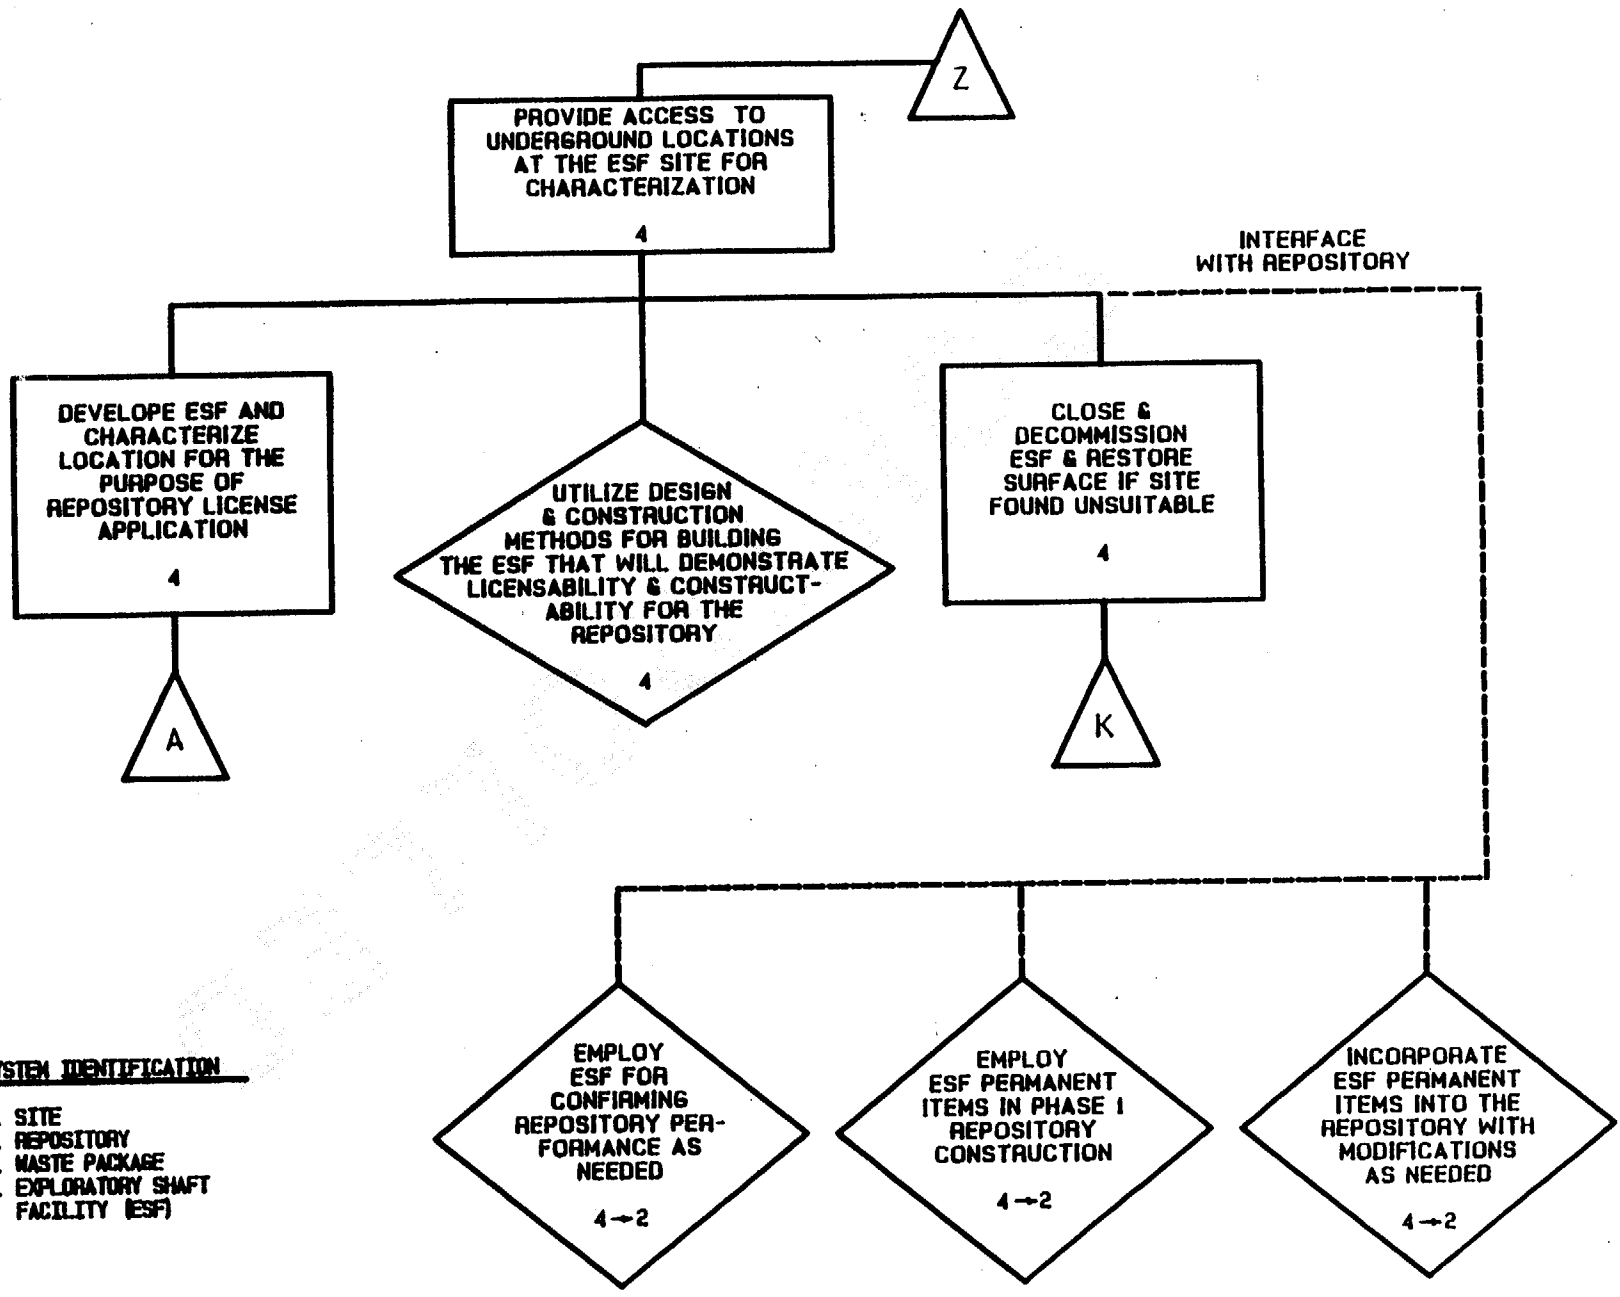 Z
PROVIDE ACCESS TO
UNDERGROUND LOCATIONS
AT THE ESF SITE FOR
CHARACTERIZATION
4
INTERFACE
WITH REPOSITORY
DEVELOPE ESF AND
CHARACTERIZE
LOCATION FOR THE
PURPOSE OF
REPOSITORY LICENSE
APPLICATION
4
UTILIZE DESIGN
& CONSTRUCTION
METHODS FOR BUILDING
THE ESF THAT WILL DEMONSTRATE
LICENSABILITY & CONSTRUCT-
ABILITY FOR THE
REPOSITORY
4
CLOSE &
DECOMMISSION
ESF & RESTORE
SURFACE IF SITE
FOUND UNSUITABLE
4
A
K
EMPLOY
ESF FOR
CONFIRMING
REPOSITORY PER-
FORMANCE AS
NEEDED
4→2
EMPLOY
ESF PERMANENT
ITEMS IN PHASE 1
REPOSITORY
CONSTRUCTION
4→2
INCORPORATE
ESF PERMANENT
ITEMS INTO THE
REPOSITORY WITH
MODIFICATIONS
AS NEEDED
4→2
YSTEM IDENTIFICATION
. SITE
. REPOSITORY
. WASTE PACKAGE
. EXPLORATORY SHAFT
FACILITY (ESF)